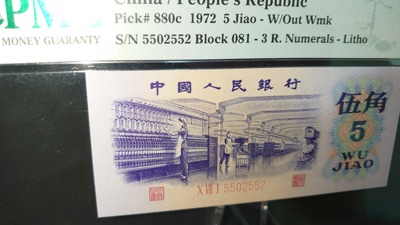 PMG
China / People's Republic
MONEY GUARANTY
Pick# 880c 1972 5 Jiao - W/Out Wmk
S/N 5502552 Block 081 - 3 R. Numerals - Litho
中國人民銀行
伍角
5
WU
JIAO
5502552